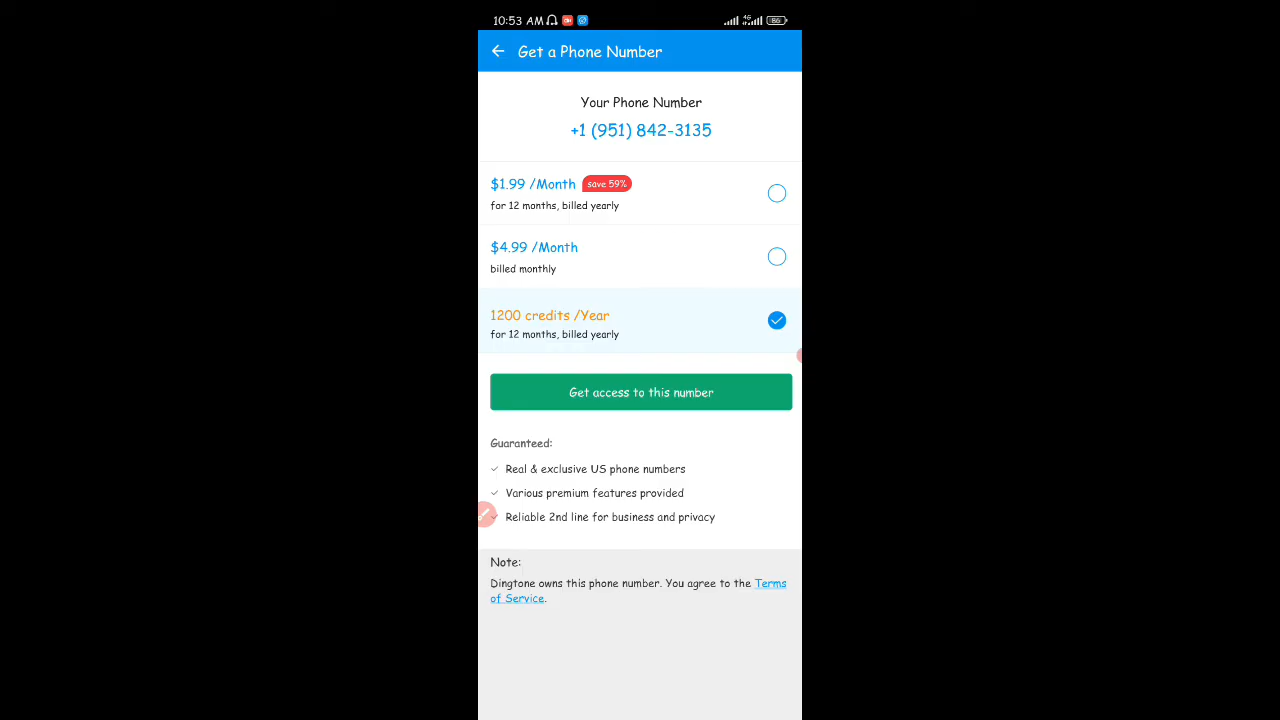 10:53 AM
4G
86
Get a Phone Number
Your Phone Number
+1 (951) 842-3135
$1.99 /Month save 59%
for 12 months, billed yearly
$4.99 /Month
billed monthly
1200 credits /Year
for 12 months, billed yearly
Get access to this number
Guaranteed:
Real & exclusive US phone numbers
Various premium features provided
Reliable 2nd line for business and privacy
Note:
Dingtone owns this phone number. You agree to the Terms
of Service.